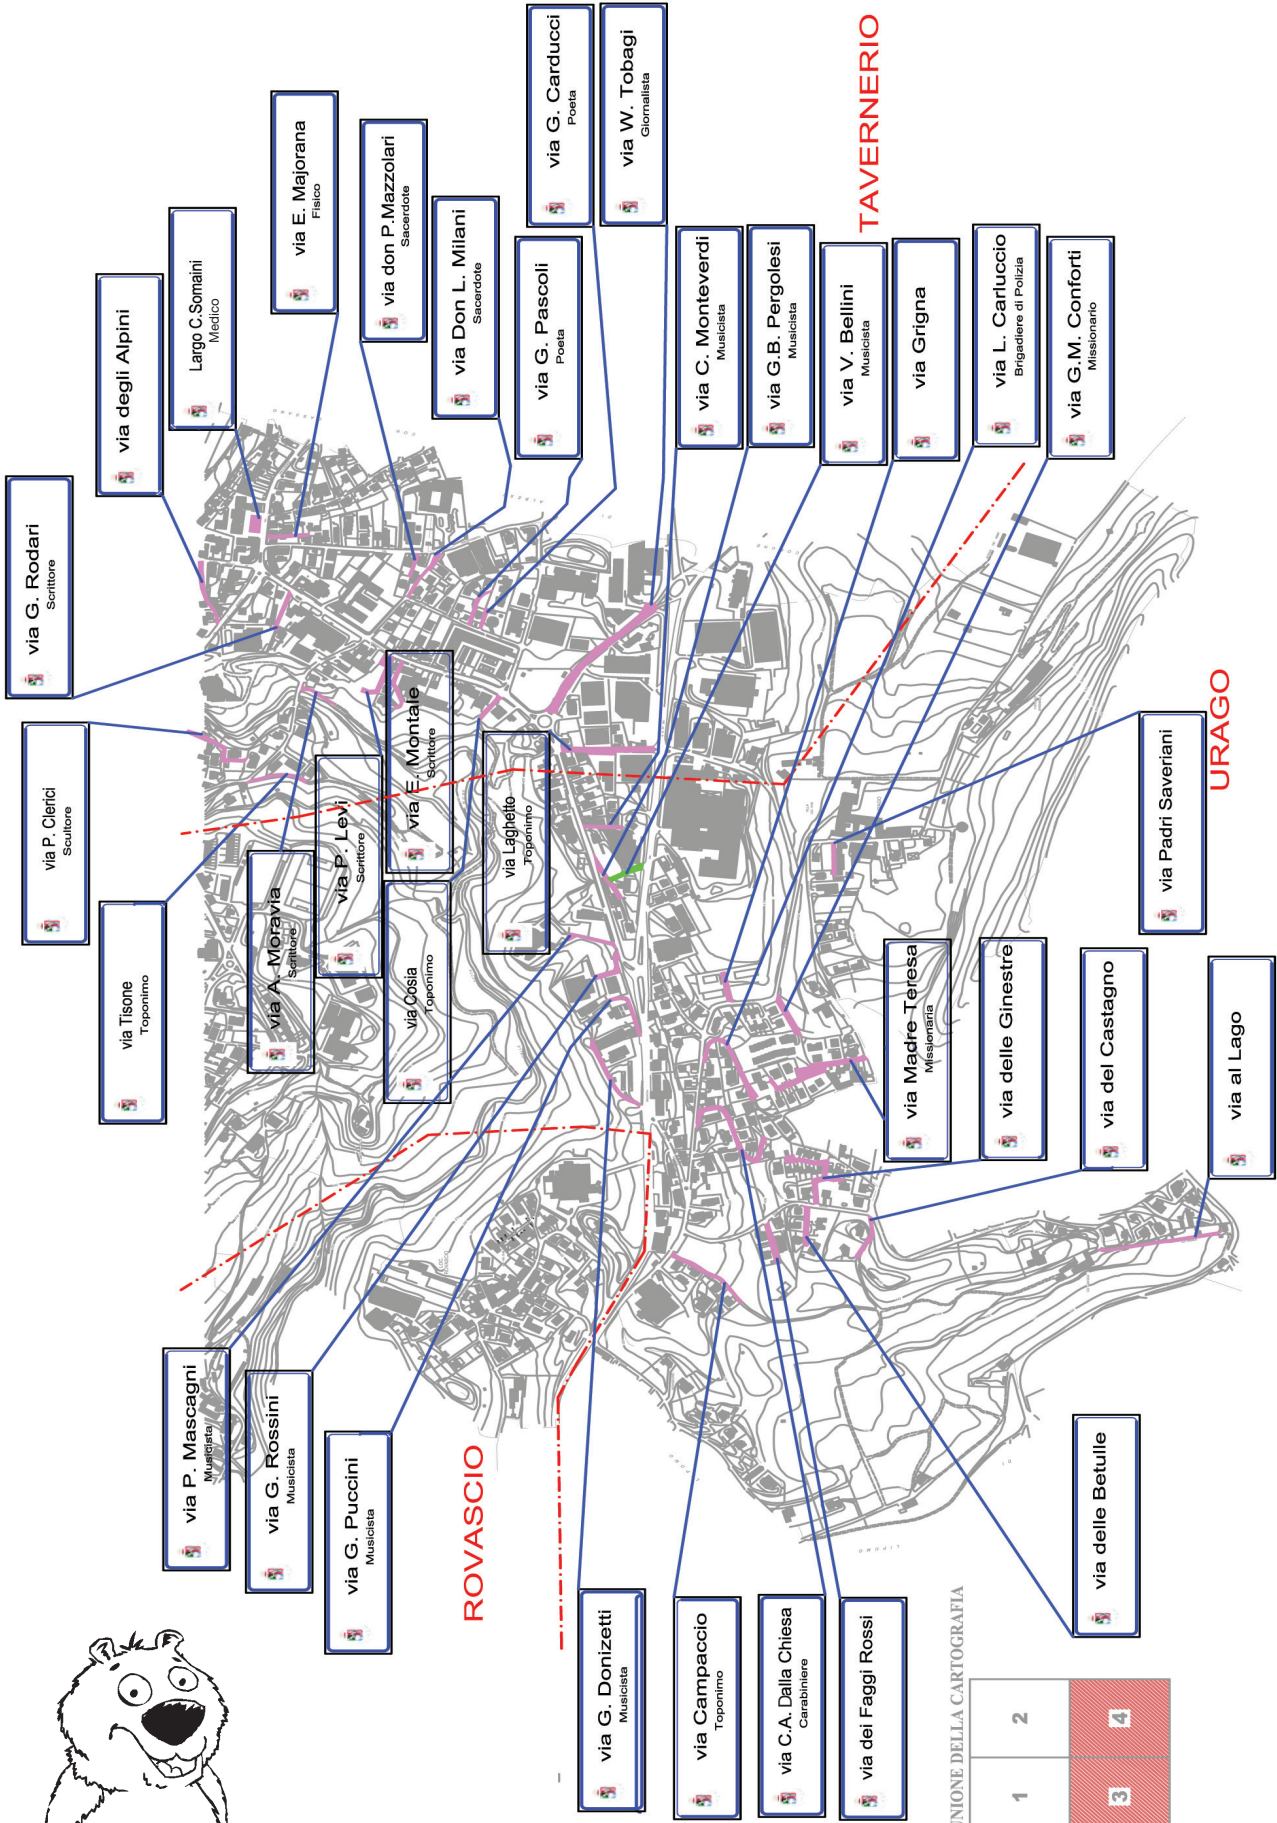 via G. Rodari
Scrittore
via degli Alpini
Largo C.Somaini
Medico
via E. Majorana
Fisico
via don P.Mazzolari
Sacerdote
via Don L. Milani
Sacerdote
via G. Pascoli
Poeta
via G. Carducci
Poeta
via W. Tobagi
Giornalista
TAVERNERIO
via C. Monteverdi
Musicista
via G.B. Pergolesi
Musicista
via V. Bellini
Musicista
via Grigna
via L. Carluccio
Brigadiere di Polizia
via G.M. Conforti
Missionario
via P. Clerici
Scultore
via Tisone
Toponimo
via A. Moravia
Scrittore
via P. Levi
Scrittore
via E. Montale
Scrittore
via Cosia
Toponimo
via Laghetto
Toponimo
via Madre Teresa
Missionaria
via delle Ginestre
via del Castagno
via Padri Saveriani
URAGO
via al Lago
via P. Mascagni
Musicista
via G. Rossini
Musicista
via G. Puccini
Musicista
ROVASCIO
via G. Donizetti
Musicista
via Campaccio
Toponimo
via C.A. Dalla Chiesa
Carabiniere
via dei Faggi Rossi
via delle Betulle
UNIONE DELLA CARTOGRAFIA
1 2
3 4